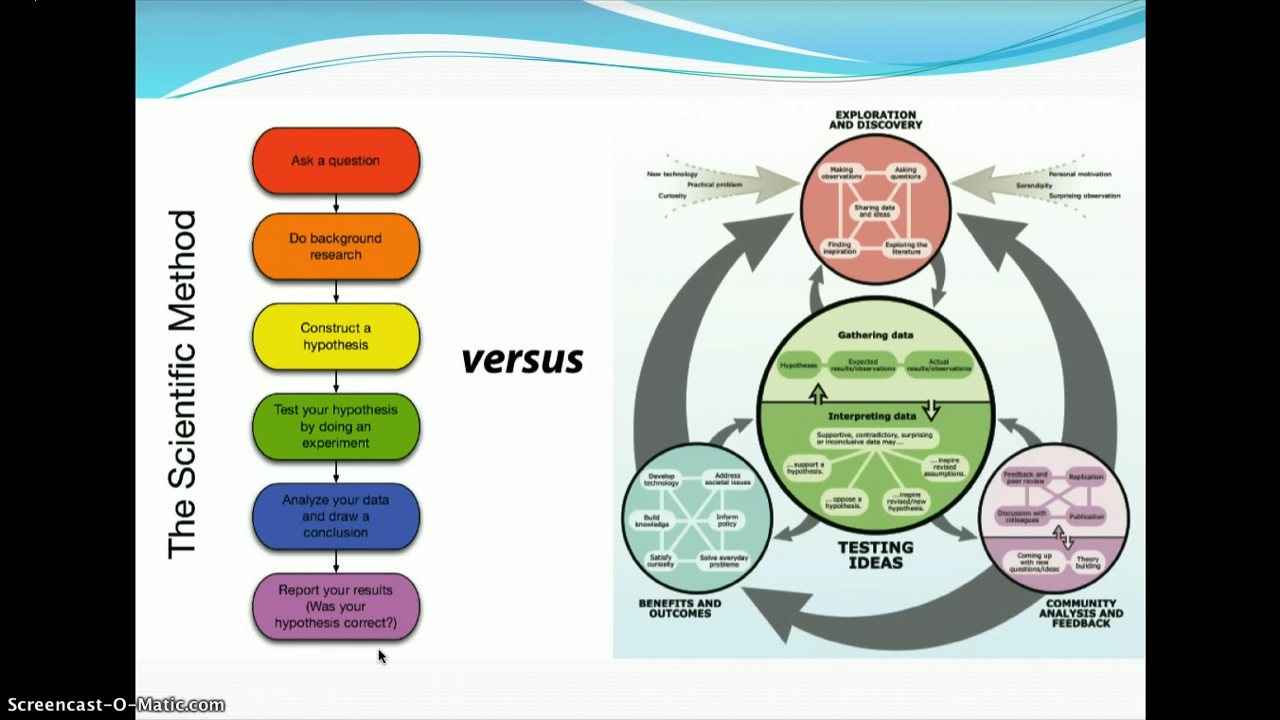 The Scientific Method
Ask a question
Do background
research
Construct a
hypothesis
Test your hypothesis
by doing an
experiment
Analyze your data
and draw a
conclusion
Report your results
(Was your
hypothesis correct?)
versus
EXPLORATION
AND DISCOVERY
New technology
Practical problem
Curiosity
Personal motivation
Serendipity
Surprising observation
Making
observations
Asking
questions
Sharing data
and ideas
Finding
inspiration
Exploring the
literature
Gathering data
Hypotheses
Expected
results/observations
Actual
results/observations
Interpreting data
Supportive, contradictory, surprising
or inconclusive data may...
...support a
hypothesis.
...oppose a
hypothesis.
...inspire
revised/new
hypothesis.
...inspire
revised
assumptions.
TESTING
IDEAS
Develop
technology
Address
societal issues
Build
knowledge
Inform
policy
Satisfy
curiosity
Solve everyday
problems
BENEFITS AND
OUTCOMES
Feedback and
peer review
Replication
Discussion with
colleagues
Publication
Coming up
with new
questions/ideas
Theory
building
COMMUNITY
ANALYSIS AND
FEEDBACK
Screencast-O-Matic.com